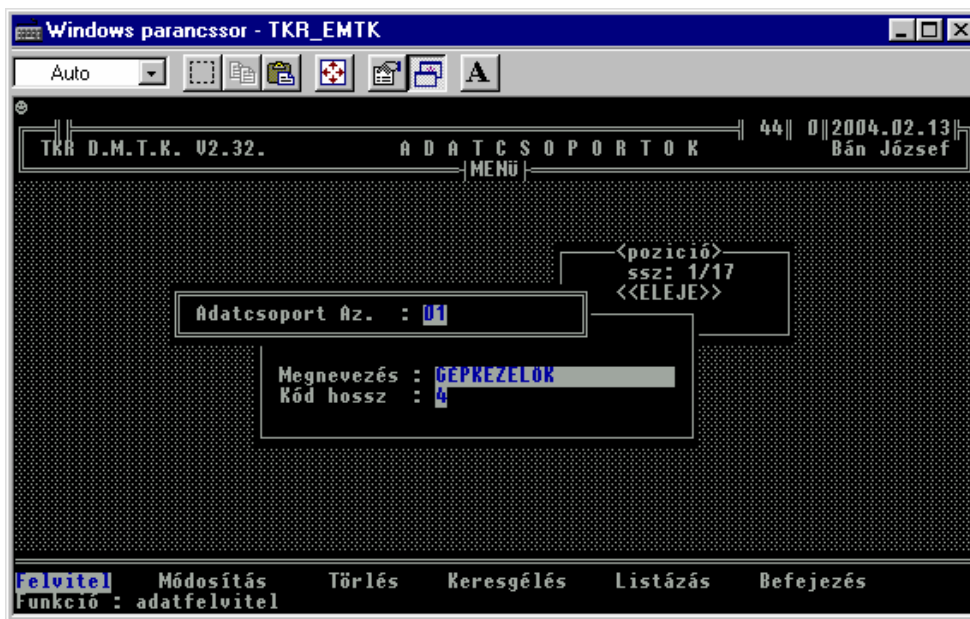 Windows parancssor - TKR_EMTK
Auto
A
44 0 2004.02.13
TKR D.M.T.K. V2.32. A D A T C S O P O R T O K Bán József
MENü
<pozició>
ssz: 1/17
<<ELEJE>>
Adatcsoport Az. : 01
Megnevezés : GÉPKEZELŐK
Kód hossz : 4
Felvitel Módosítás Törlés Keresgélés Listázás Befejezés
Funkció : adatfelvitel